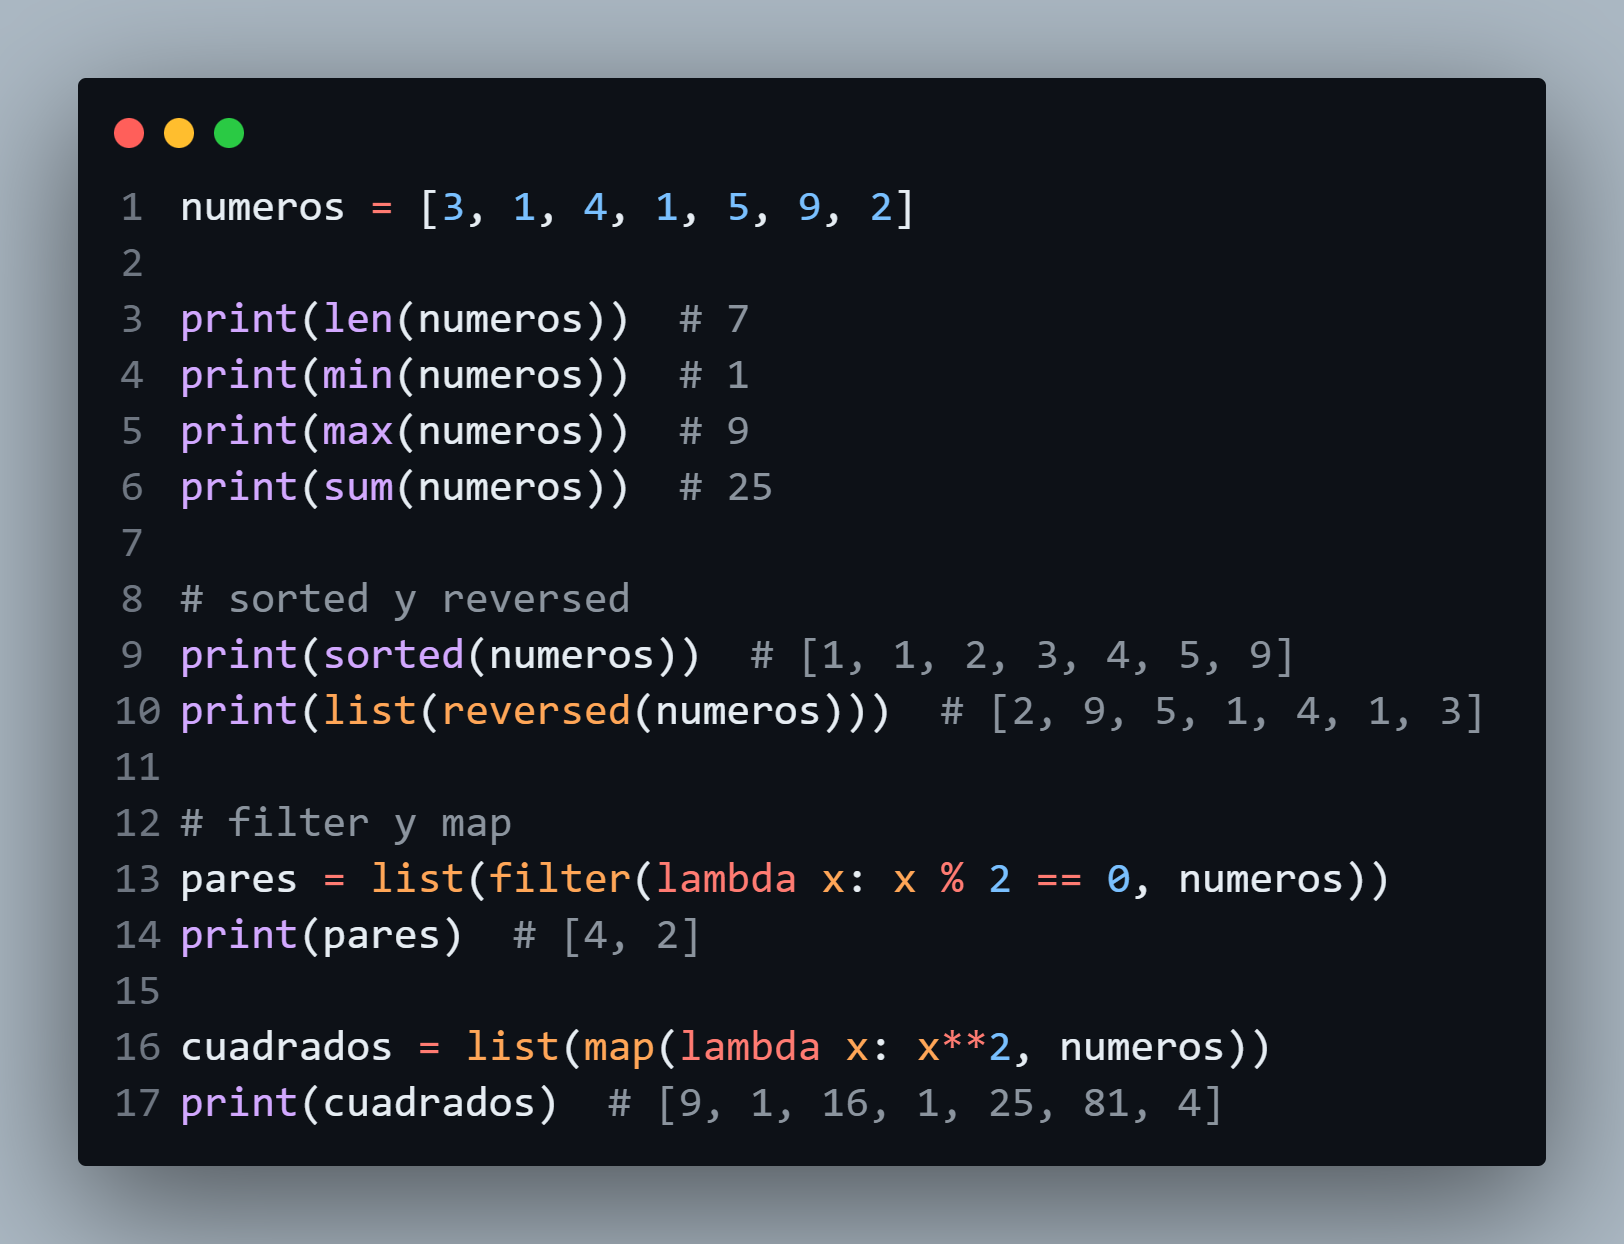 1 numeros = [3, 1, 4, 1, 5, 9, 2]
2
3 print(len(numeros))  # 7
4 print(min(numeros))  # 1
5 print(max(numeros))  # 9
6 print(sum(numeros))  # 25
7
8 # sorted y reversed
9 print(sorted(numeros))  # [1, 1, 2, 3, 4, 5, 9]
10 print(list(reversed(numeros)))  # [2, 9, 5, 1, 4, 1, 3]
11
12 # filter y map
13 pares = list(filter(lambda x: x % 2 == 0, numeros))
14 print(pares)  # [4, 2]
15
16 cuadrados = list(map(lambda x: x**2, numeros))
17 print(cuadrados)  # [9, 1, 16, 1, 25, 81, 4]